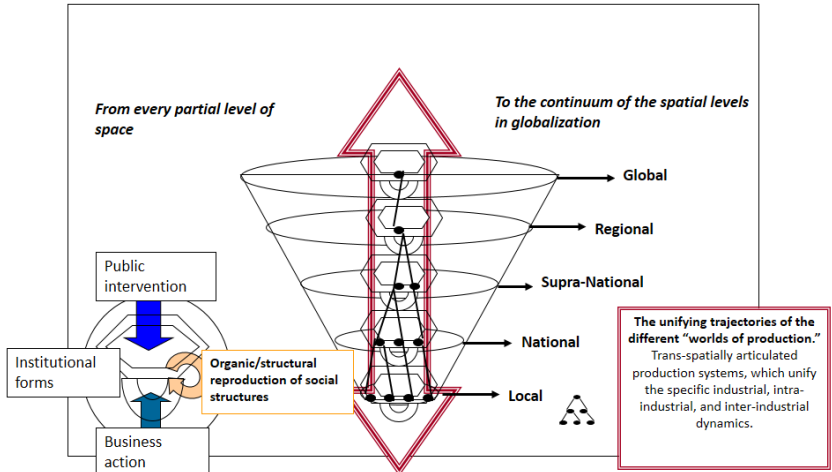 From every partial level of
space
To the continuum of the spatial levels
in globalization
Global
Regional
Supra-National
National
Local
Public
intervention
Institutional
forms
Organic/structural
reproduction of social
structures
Business
action
The unifying trajectories of the
different “worlds of production.”
Trans-spatially articulated
production systems, which unify
the specific industrial, intra-
industrial, and inter-industrial
dynamics.